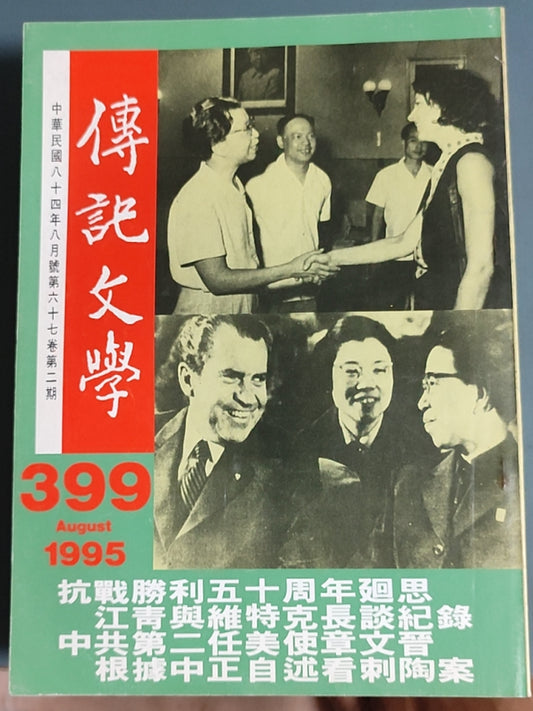 傳記文學
中華民國八十四年八月號第六十七卷第二期
399
August
1995
抗戰勝利五十周年廻思
江青與維特克長談紀錄
中共第二任美使章文晉
根據中正自述看刺陶案